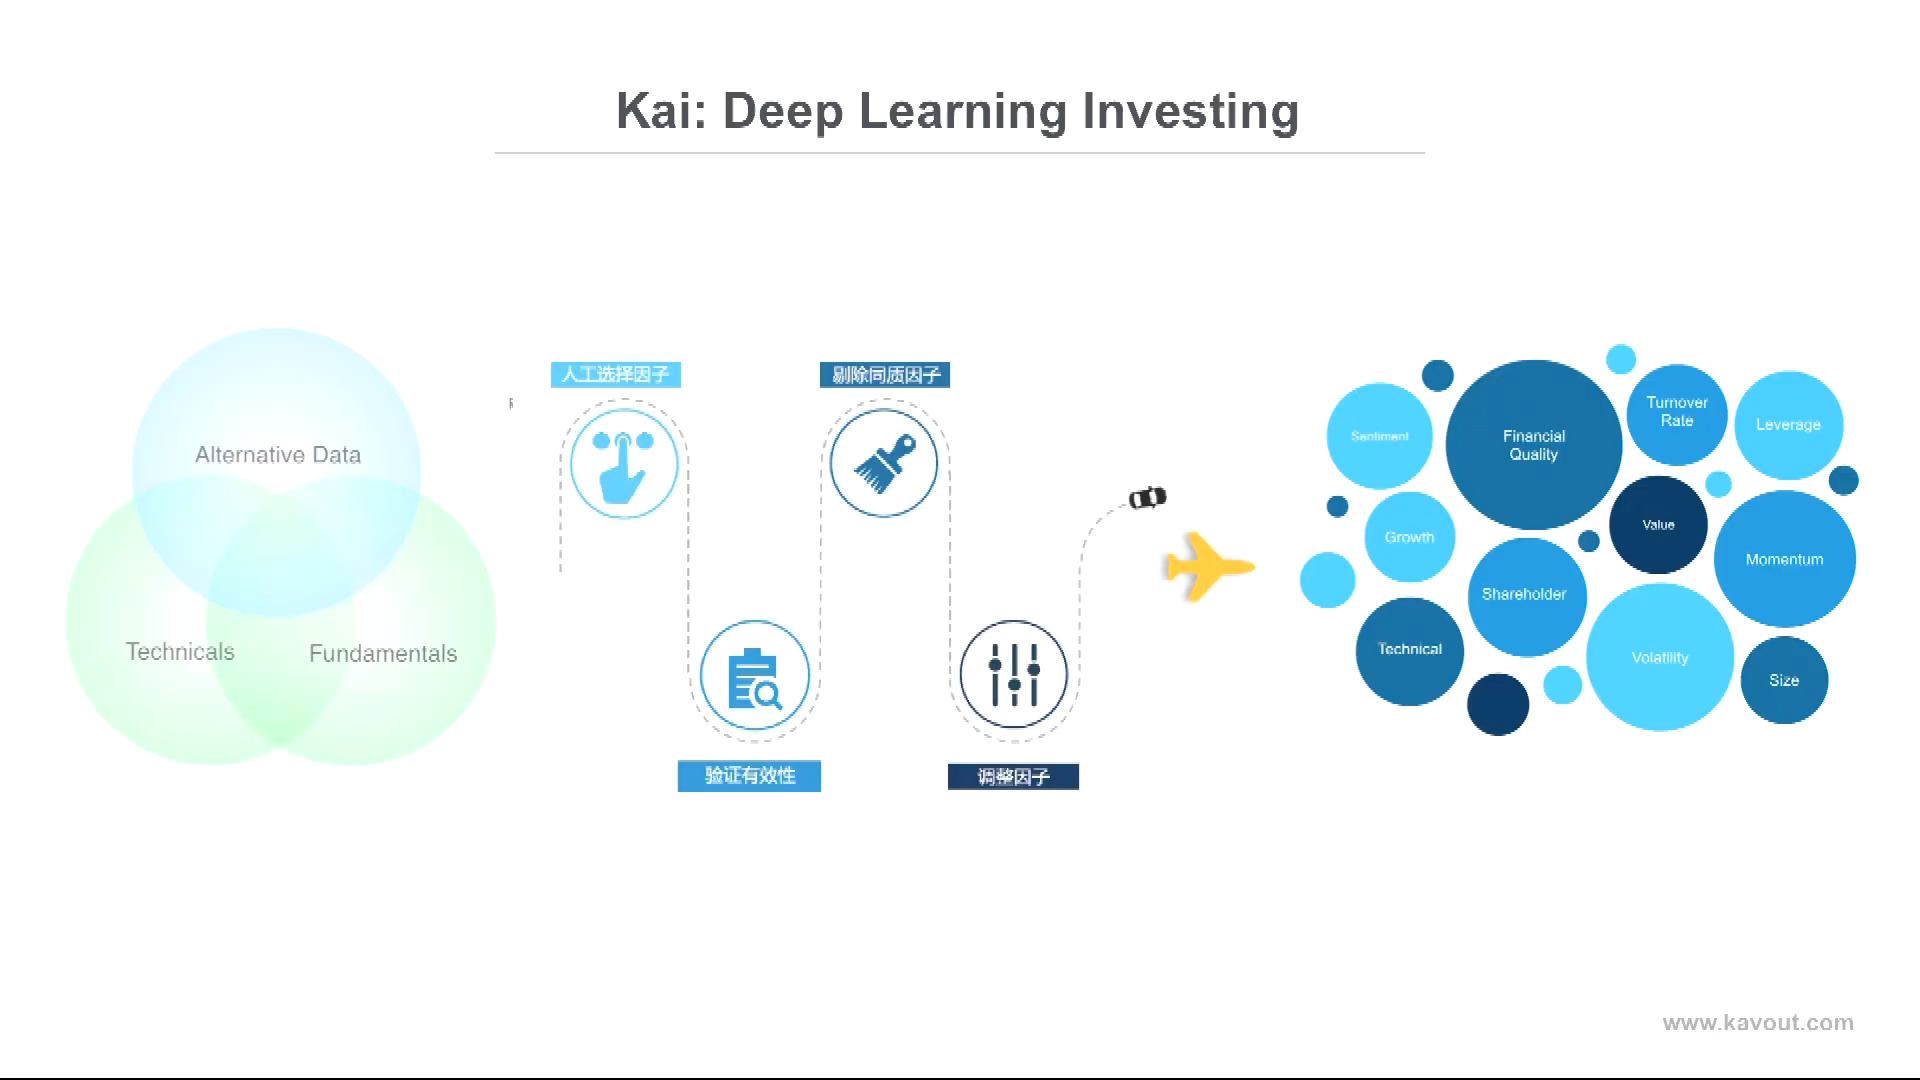 Kai: Deep Learning Investing
Alternative Data
Technicals
Fundamentals
人工选择因子
剔除同质因子
验证有效性
调整因子
Sentiment
Financial
Quality
Turnover
Rate
Leverage
Growth
Value
Momentum
Shareholder
Technical
Volatility
Size
www.kavout.com